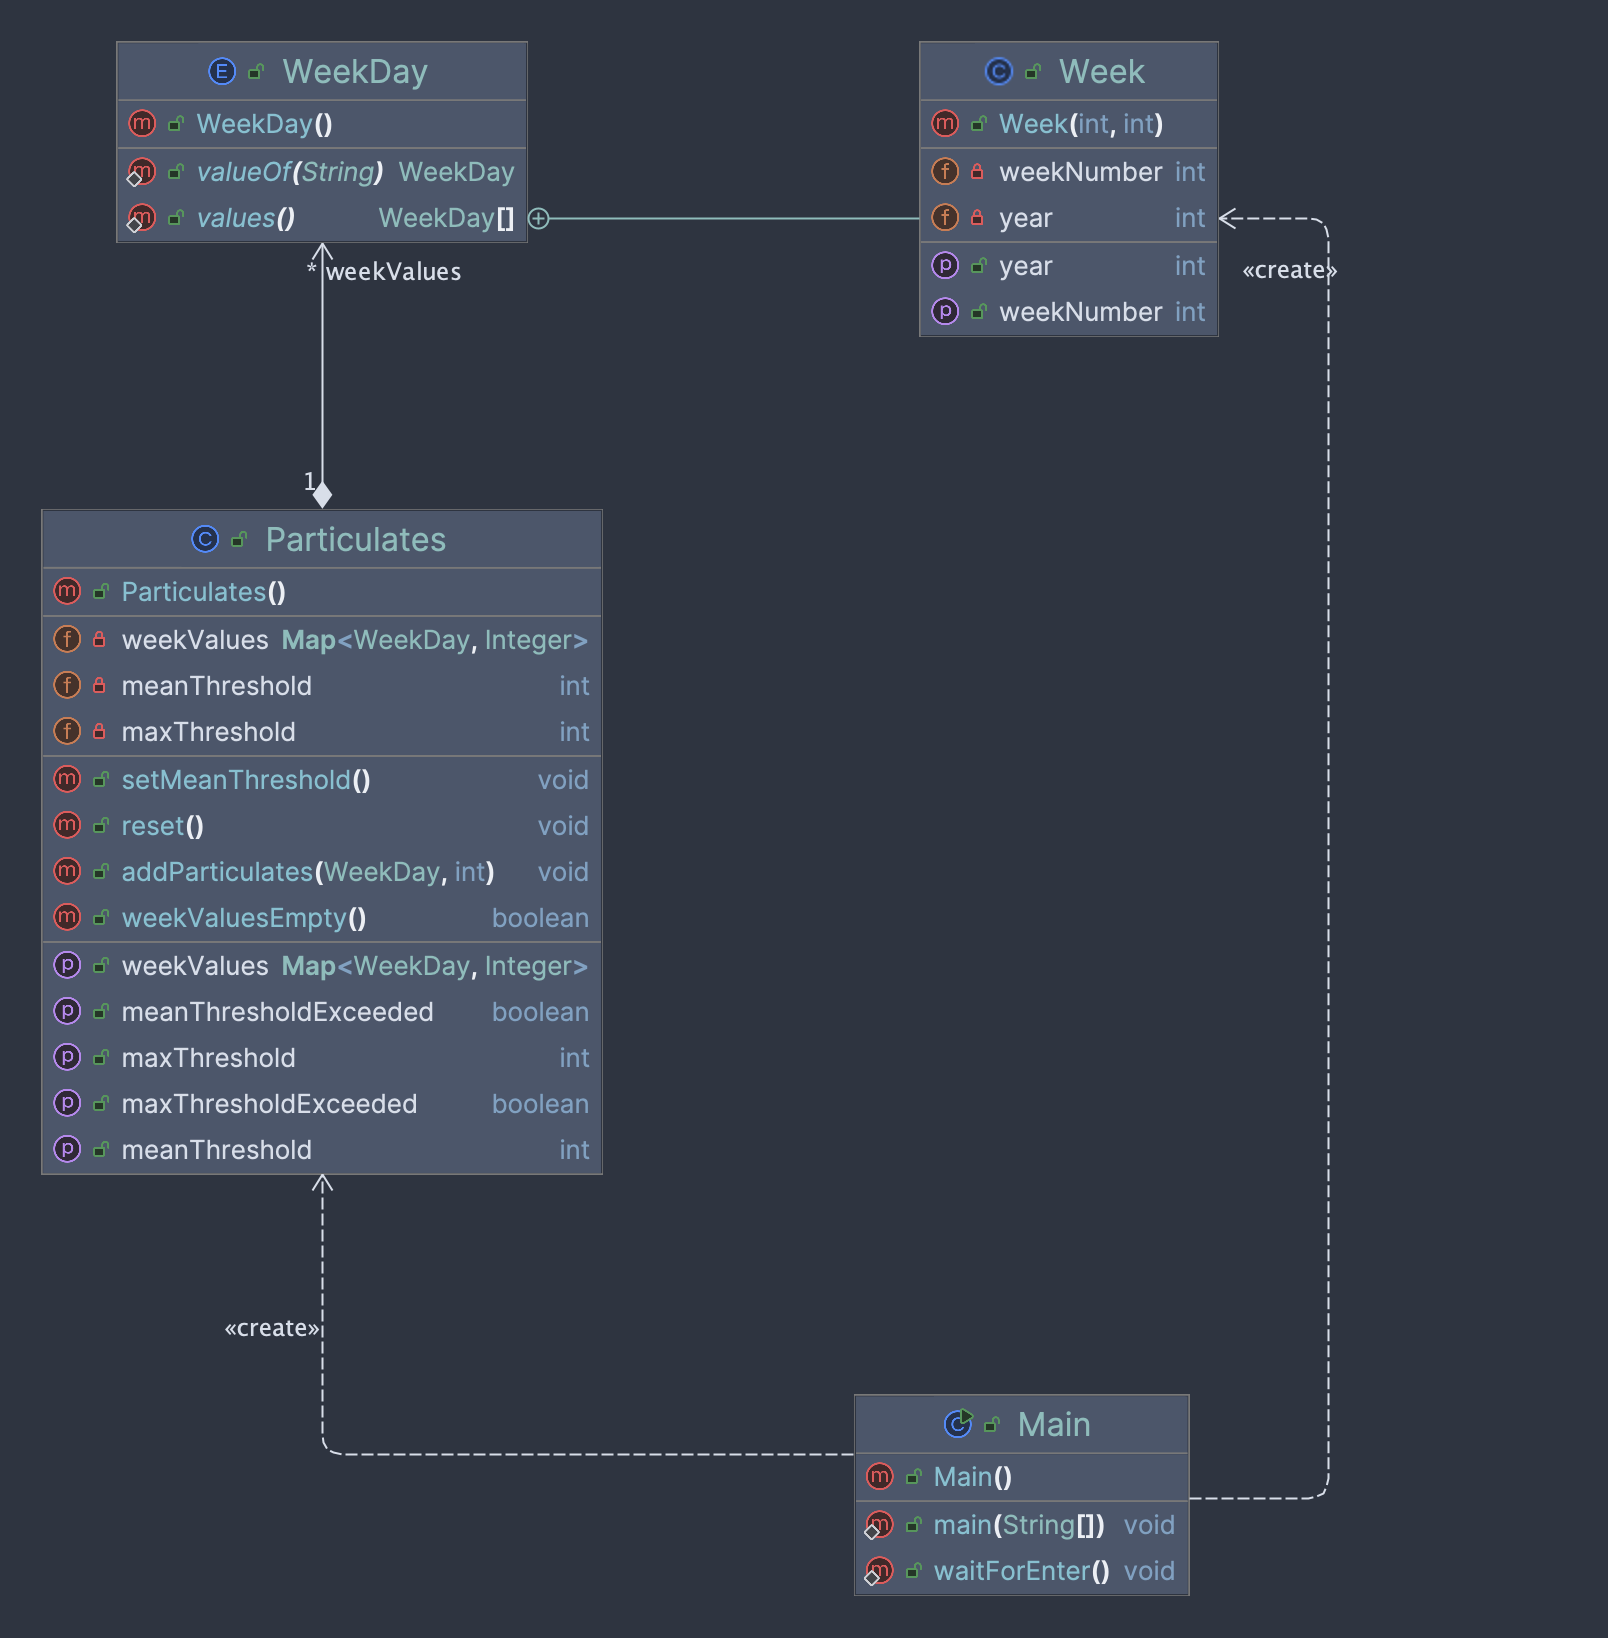 WeekDay
WeekDay()
valueOf(String) WeekDay
values() WeekDay[]
Week
Week(int, int)
weekNumber int
year int
year int
weekNumber int
«create»
* weekValues
1
Particulates
Particulates()
weekValues Map<WeekDay, Integer>
meanThreshold int
maxThreshold int
setMeanThreshold() void
reset() void
addParticulates(WeekDay, int) void
weekValuesEmpty() boolean
weekValues Map<WeekDay, Integer>
meanThresholdExceeded boolean
maxThreshold int
maxThresholdExceeded boolean
meanThreshold int
«create»
Main
Main()
main(String[]) void
waitForEnter() void